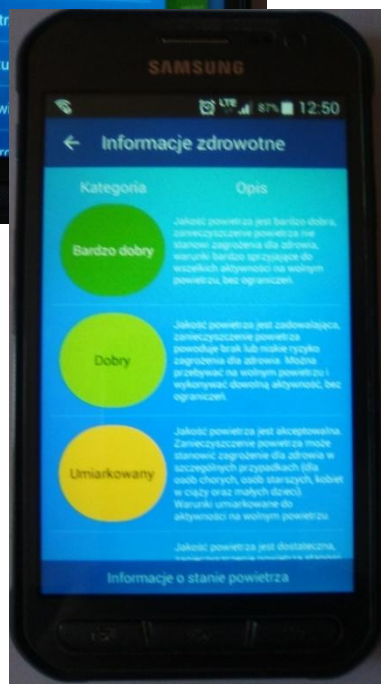 SAMSUNG
LTE 87% 12:50
Informacje zdrowotne
Kategoria Opis
Bardzo dobry
Jakość powietrza jest bardzo dobra,
zanieczyszczenie powietrza nie
stanowi zagrożenia dla zdrowia,
warunki bardzo sprzyjające do
wszelkich aktywności na wolnym
powietrzu, bez ograniczeń.
Dobry
Jakość powietrza jest zadowalająca,
zanieczyszczenie powietrza
powoduje brak lub niskie ryzyko
zagrożenia dla zdrowia. Można
przebywać na wolnym powietrzu i
wykonywać dowolną aktywność, bez
ograniczeń.
Umiarkowany
Jakość powietrza jest akceptowalna.
Zanieczyszczenie powietrza może
stanowić zagrożenie dla zdrowia w
szczególnych przypadkach (dla
osób chorych, osób starszych, kobiet
w ciąży oraz małych dzieci).
Warunki umiarkowane do
aktywności na wolnym powietrzu.
Jakość powietrza jest dostateczna,
Informacje o stanie powietrza